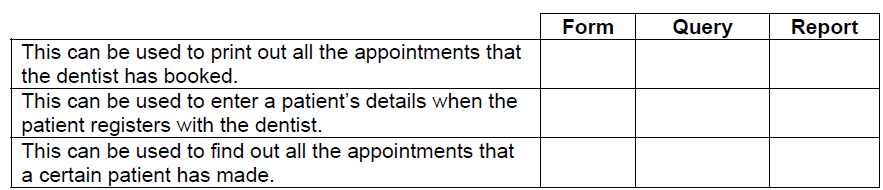 Form Query Report
This can be used to print out all the appointments that
the dentist has booked.
This can be used to enter a patient’s details when the
patient registers with the dentist.
This can be used to find out all the appointments that
a certain patient has made.